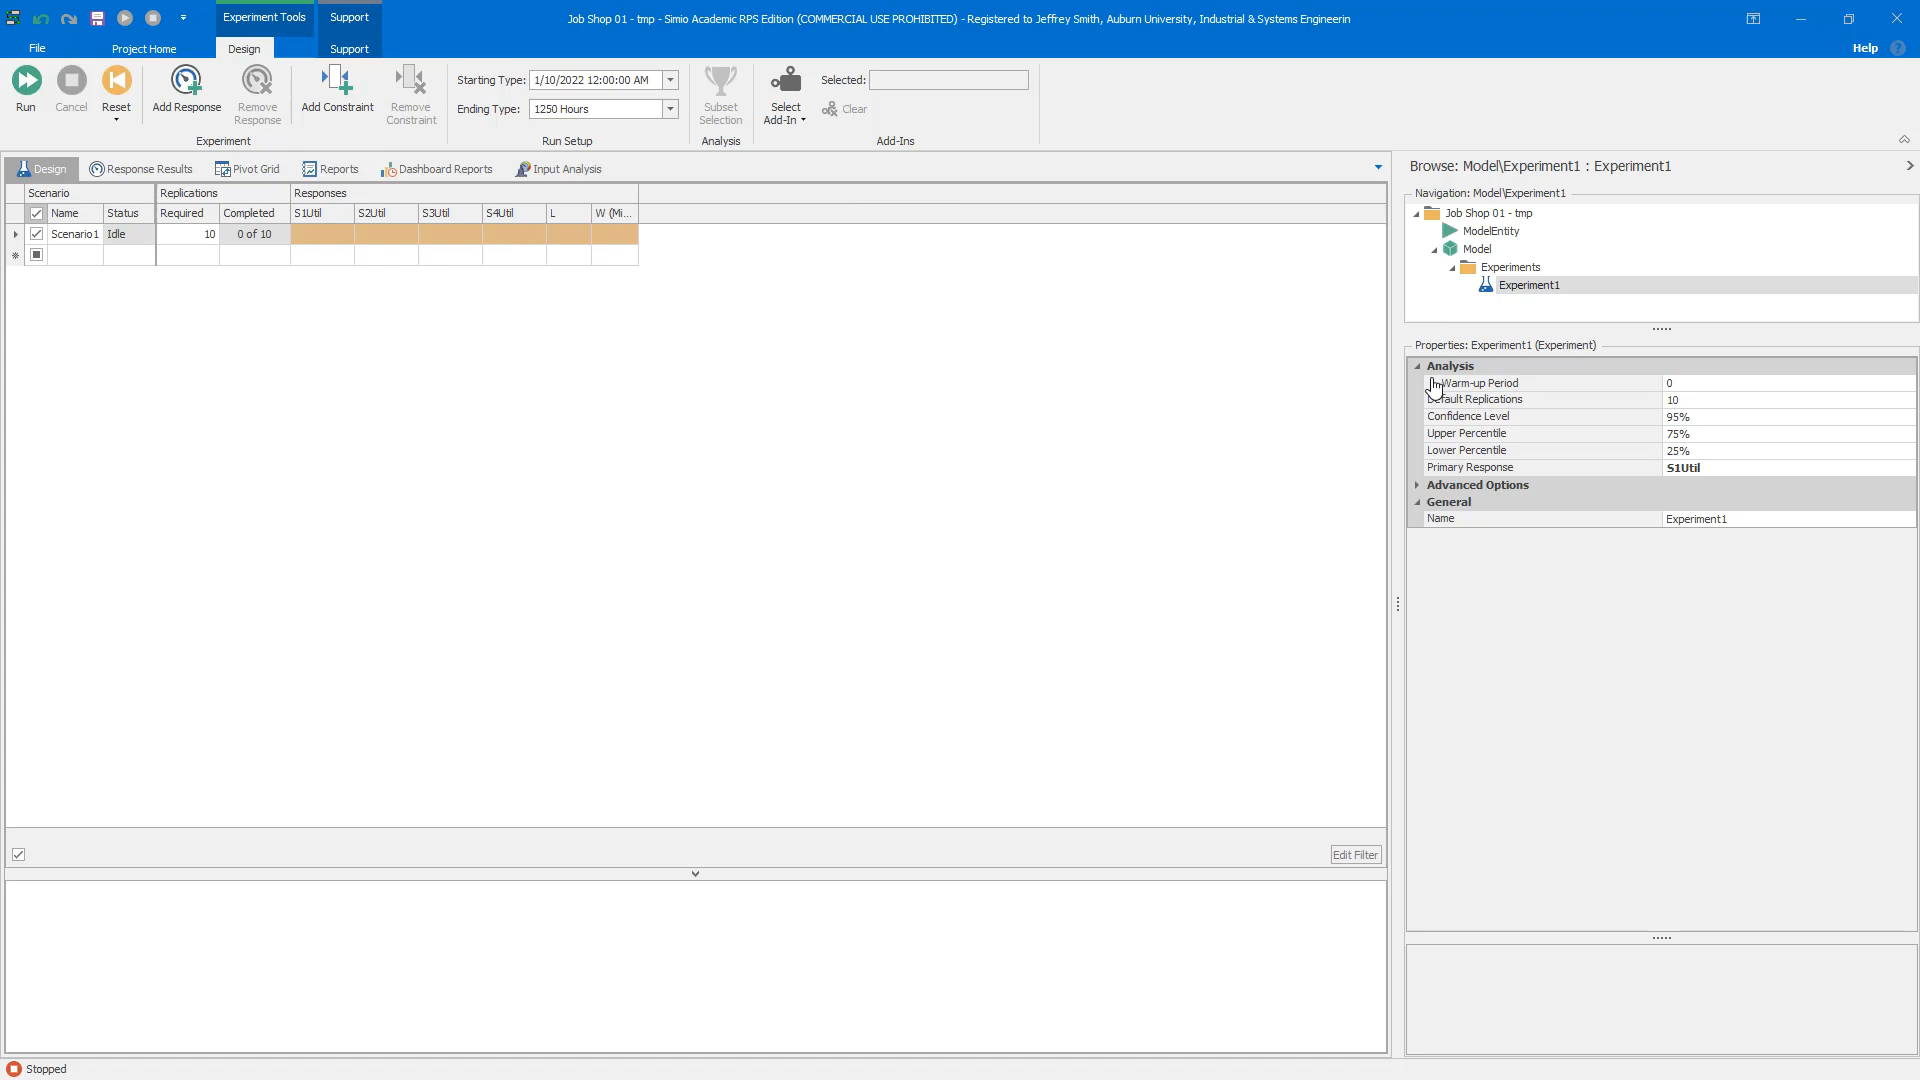 Experiment Tools
Support
Job Shop 01 - tmp - Simio Academic RPS Edition (COMMERCIAL USE PROHIBITED) - Registered to Jeffrey Smith, Auburn University, Industrial & Systems Engineerin
File
Project Home
Design
Support
Help
Run
Cancel
Reset
Add Response
Remove
Response
Experiment
Add Constraint
Remove
Constraint
Starting Type: 1/10/2022 12:00:00 AM
Ending Type: 1250 Hours
Run Setup
Subset
Selection
Analysis
Select
Add-In
Selected:
Clear
Add-Ins
Design
Response Results
Pivot Grid
Reports
Dashboard Reports
Input Analysis
Scenario
Replications
Responses
Name Status Required Completed S1Util S2Util S3Util S4Util L W (Mi...
Scenario1 Idle 10 0 of 10
Edit Filter
Browse: Model\Experiment1 : Experiment1
Navigation: Model\Experiment1
Job Shop 01 - tmp
ModelEntity
Model
Experiments
Experiment1
Properties: Experiment1 (Experiment)
Analysis
Warm-up Period 0
Default Replications 10
Confidence Level 95%
Upper Percentile 75%
Lower Percentile 25%
Primary Response S1Util
Advanced Options
General
Name Experiment1
Stopped